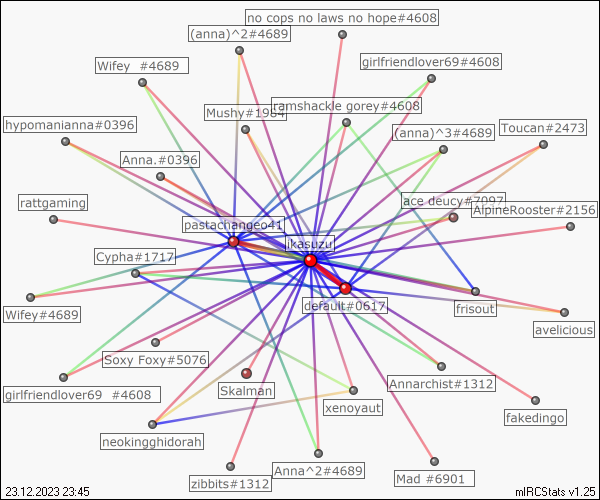 no cops no laws no hope#4608
(anna)^2#4689
girlfriendlover69#4608
Wifey  #4689
Mushy#1984
ramshackle gorey#4608
hypomanianna#0396
(anna)^3#4689
Toucan#2473
Anna.#0396
rattgaming
ace deucy#7097
AlpineRooster#2156
pastachangeo41
ikasuzu
Cypha#1717
default#0617
frisout
Wifey#4689
avelicious
Soxy Foxy#5076
girlfriendlover69  #4608
Skalman
Annarchist#1312
xenoyaut
fakedingo
neokingghidorah
zibbits#1312
Anna^2#4689
Mad #6901
23.12.2023 23:45
mIRCStats v1.25